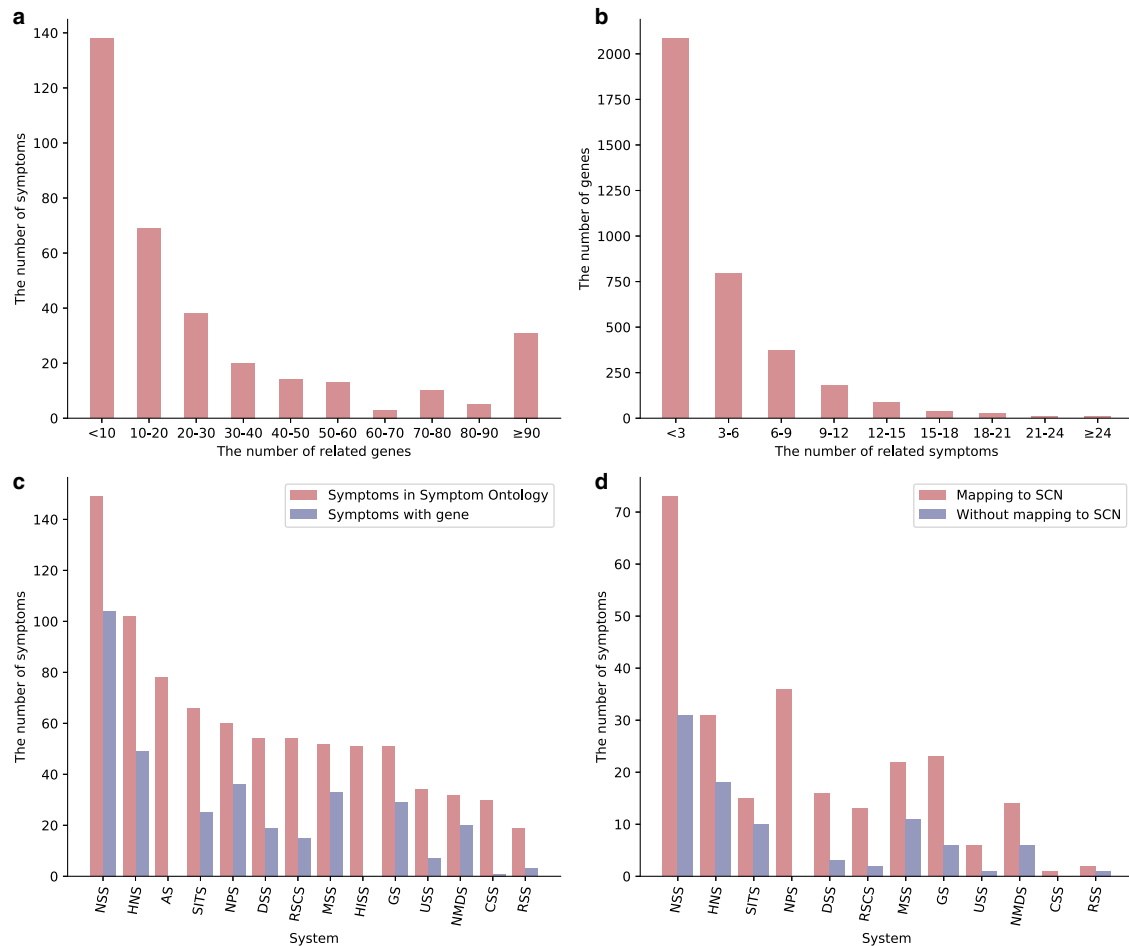 a
140
120
100
80
60
40
20
0
The number of symptoms
<10 10-20 20-30 30-40 40-50 50-60 60-70 70-80 80-90 ≥90
The number of related genes
b
2000
1750
1500
1250
1000
750
500
250
0
The number of genes
<3 3-6 6-9 9-12 12-15 15-18 18-21 21-24 ≥24
The number of related symptoms
c
Symptoms in Symptom Ontology
Symptoms with gene
140
120
100
80
60
40
20
0
The number of symptoms
NSS HNS AS SITS NPS DSS RSCS MSS HISS GS USS NMDS CSS RSS
System
d
Mapping to SCN
Without mapping to SCN
70
60
50
40
30
20
10
0
The number of symptoms
NSS HNS SITS NPS DSS RSCS MSS GS USS NMDS CSS RSS
System